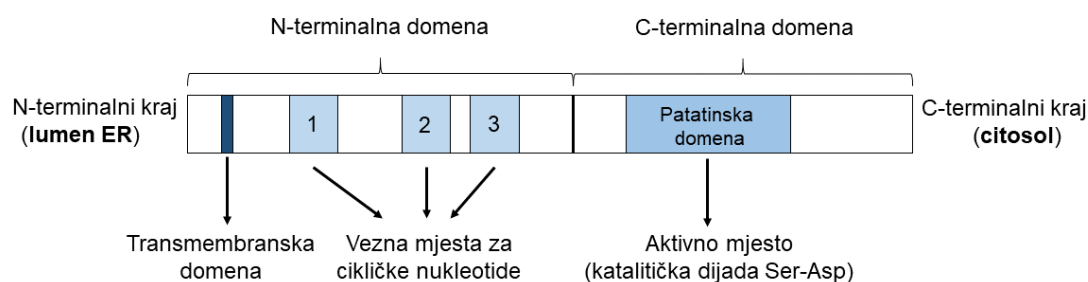 N-terminalna domena
C-terminalna domena
N-terminalni kraj
(lumen ER)
1
2
3
Patatinska
domena
C-terminalni kraj
(citosol)
Transmembranska
domena
Vezna mjesta za
cikličke nukleotide
Aktivno mjesto
(katalitička dijada Ser-Asp)